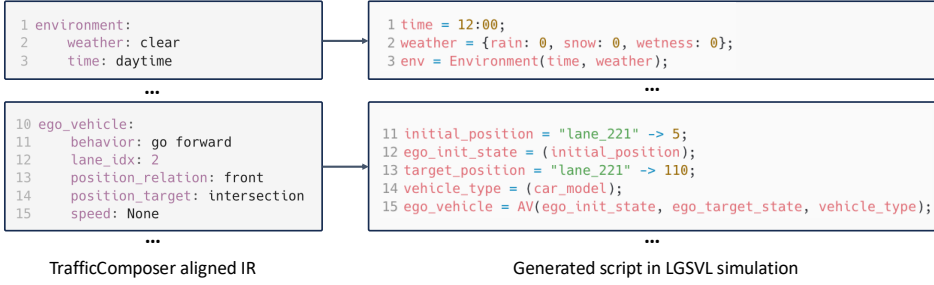 1 environment:
2 weather: clear
3 time: daytime
...
10 ego_vehicle:
11 behavior: go forward
12 lane_idx: 2
13 position_relation: front
14 position_target: intersection
15 speed: None
...
TrafficComposer aligned IR
1 time = 12:00;
2 weather = {rain: 0, snow: 0, wetness: 0};
3 env = Environment(time, weather);
...
11 initial_position = "lane_221" -> 5;
12 ego_init_state = (initial_position);
13 target_position = "lane_221" -> 110;
14 vehicle_type = (car_model);
15 ego_vehicle = AV(ego_init_state, ego_target_state, vehicle_type);
...
Generated script in LGSVL simulation